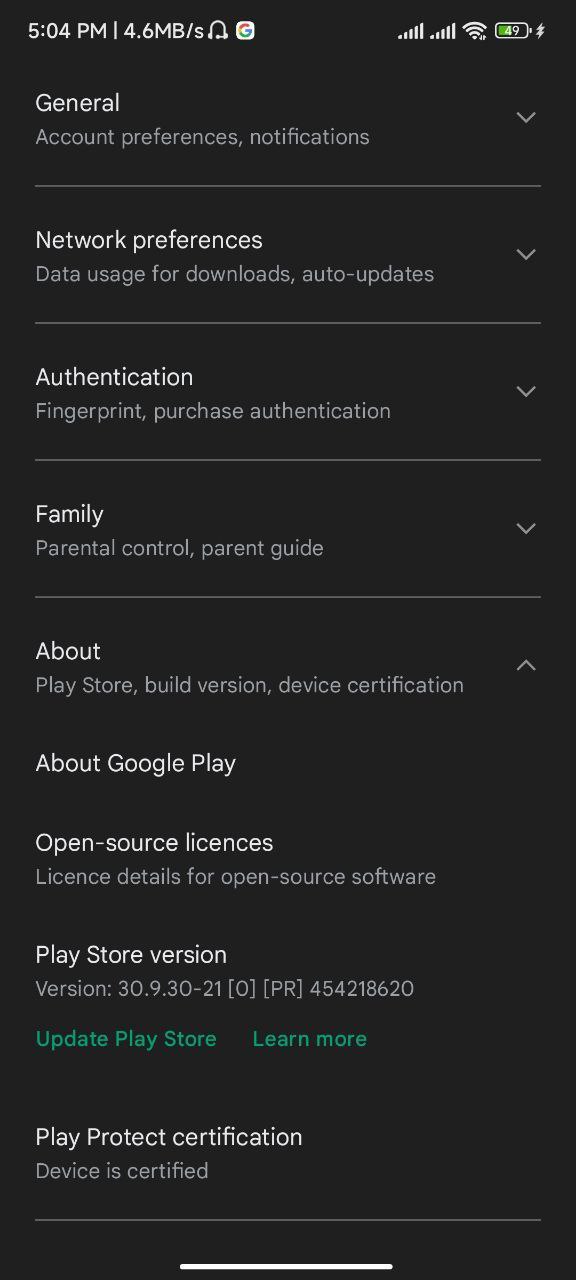 5:04 PM | 4.6MB/s G 49
General
Account preferences, notifications
Network preferences
Data usage for downloads, auto-updates
Authentication
Fingerprint, purchase authentication
Family
Parental control, parent guide
About
Play Store, build version, device certification
About Google Play
Open-source licences
Licence details for open-source software
Play Store version
Version: 30.9.30-21 [0] [PR] 454218620
Update Play Store Learn more
Play Protect certification
Device is certified